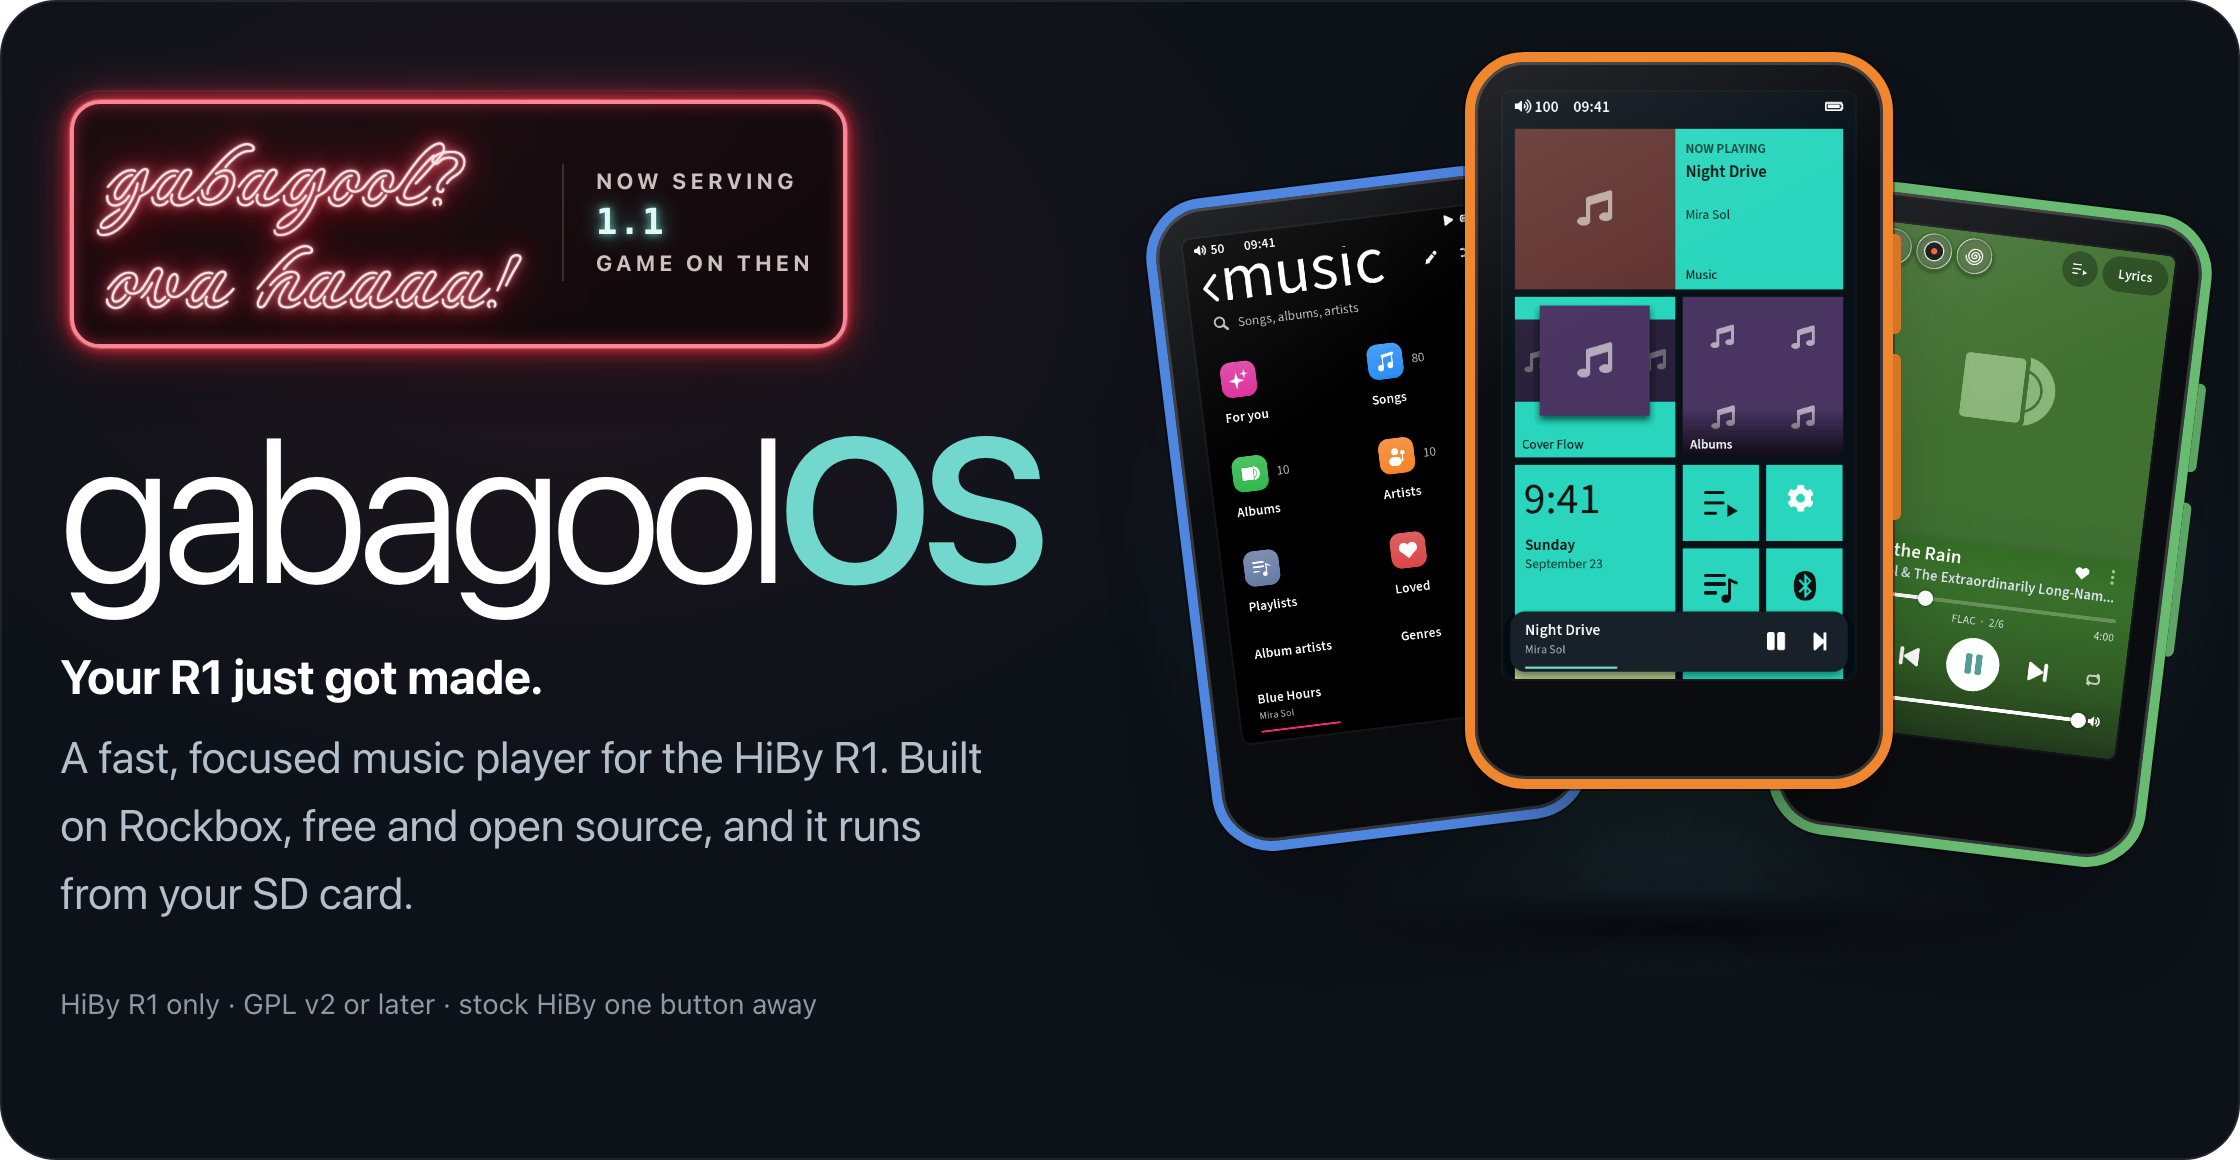 gabagool?
ova haaaa!
NOW SERVING
1.1
GAME ON THEN
gabagoolOS
Your R1 just got made.
A fast, focused music player for the HiBy R1. Built
on Rockbox, free and open source, and it runs
from your SD card.
HiBy R1 only · GPL v2 or later · stock HiBy one button away
50 09:41
music
Songs, albums, artists
For you
Songs
80
Albums
10
Artists
10
Playlists
Loved
Album artists
Genres
Blue Hours
Mira Sol
100 09:41
NOW PLAYING
Night Drive
Mira Sol
Music
Cover Flow
Albums
9:41
Sunday
September 23
Night Drive
Mira Sol
Lyrics
the Rain
l & The Extraordinarily Long-Nam...
FLAC · 2/6
4:00